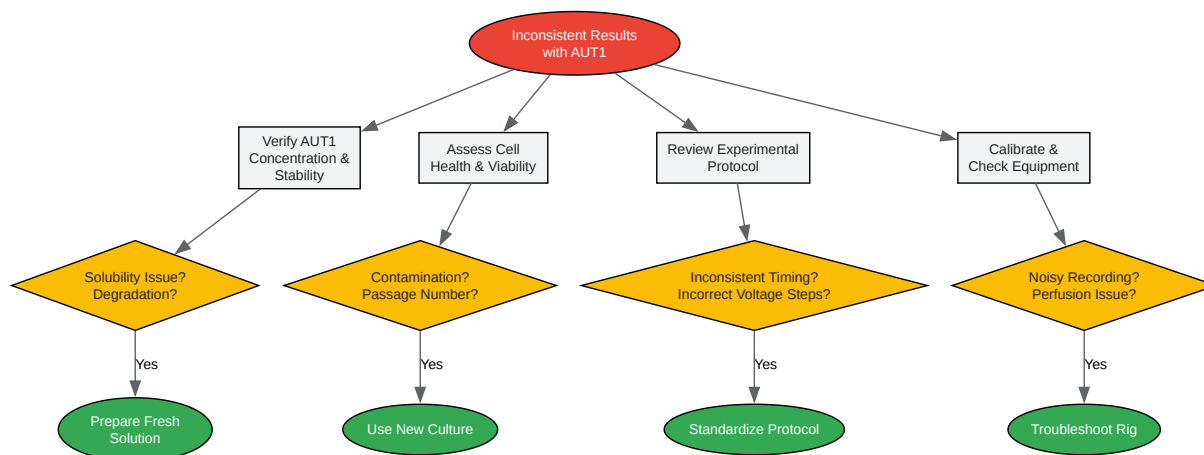 Inconsistent Results
with AUT1
Verify AUT1
Concentration &
Stability
Assess Cell
Health & Viability
Review Experimental
Protocol
Calibrate &
Check Equipment
Solubility Issue?
Degradation?
Contamination?
Passage Number?
Inconsistent Timing?
Incorrect Voltage Steps?
Noisy Recording?
Perfusion Issue?
Yes
Yes
Yes
Yes
Prepare Fresh
Solution
Use New Culture
Standardize Protocol
Troubleshoot Rig